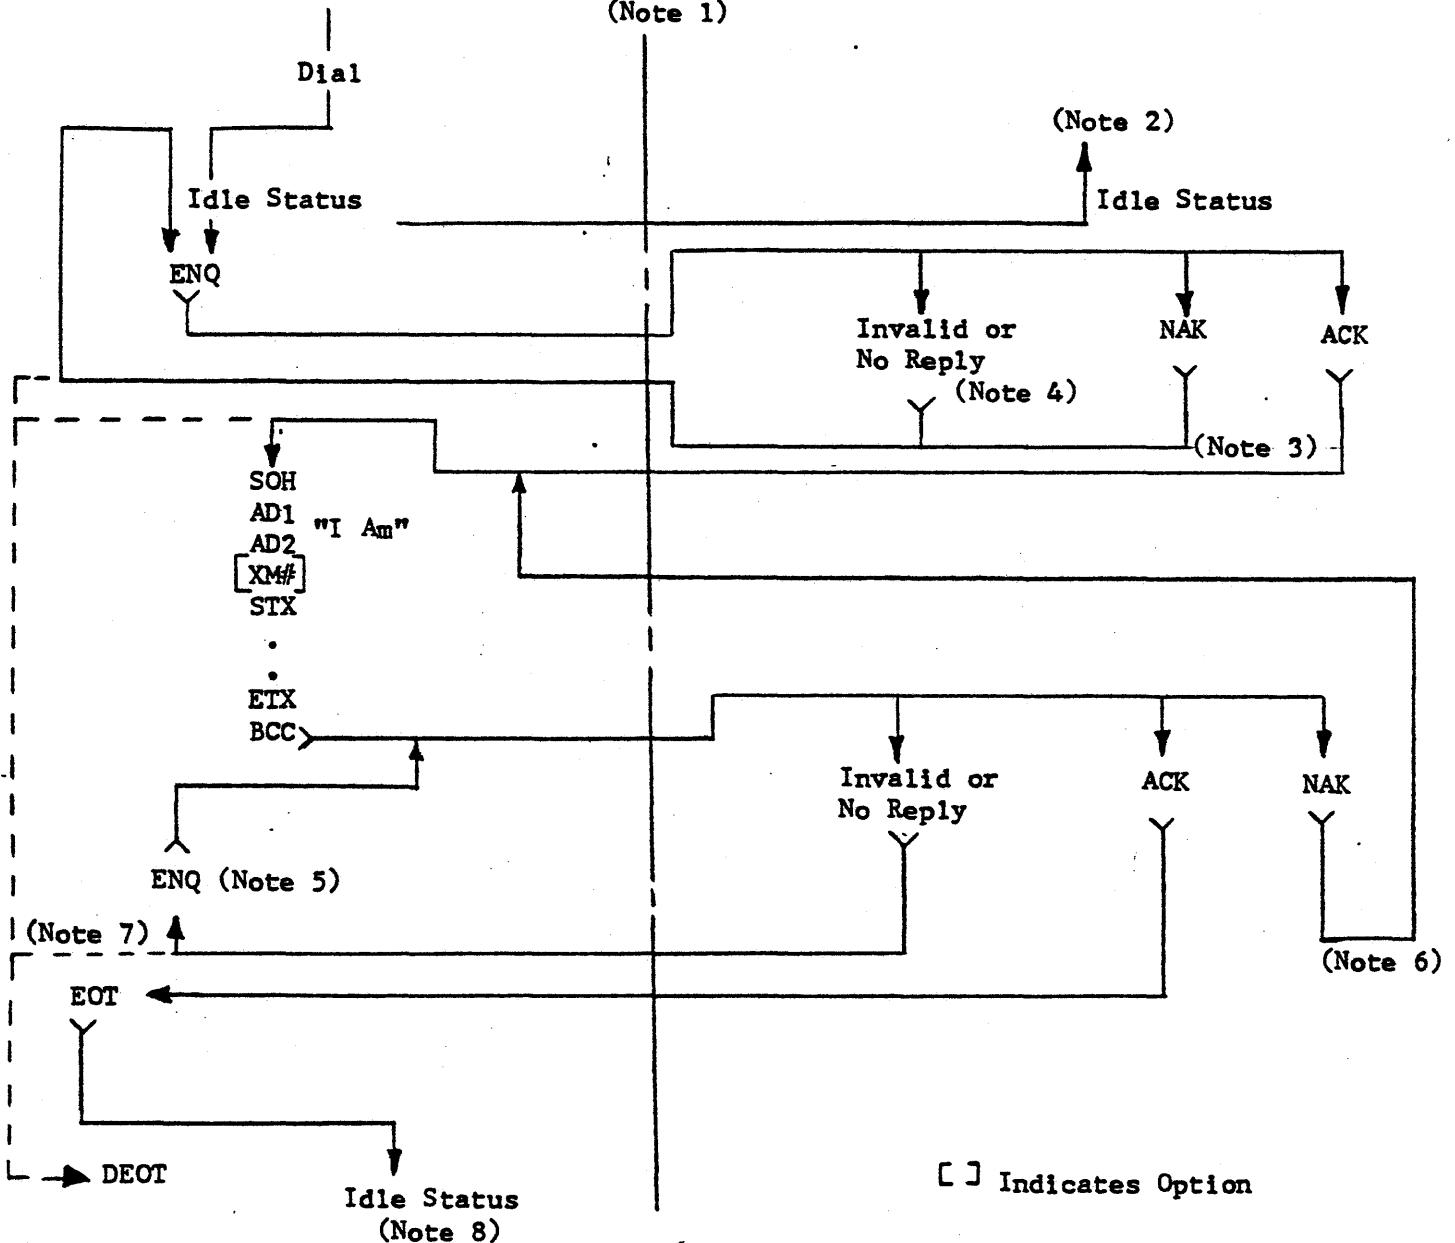 (Note 1)
Dial
(Note 2)
Idle Status
Idle Status
ENQ
Invalid or
No Reply
(Note 4)
NAK
ACK
(Note 3)
SOH
AD1
"I Am"
AD2
[XM#]
STX
.
.
ETX
BCC
Invalid or
No Reply
ACK
NAK
ENQ (Note 5)
(Note 7)
(Note 6)
EOT
DEOT
Idle Status
(Note 8)
[ ] Indicates Option